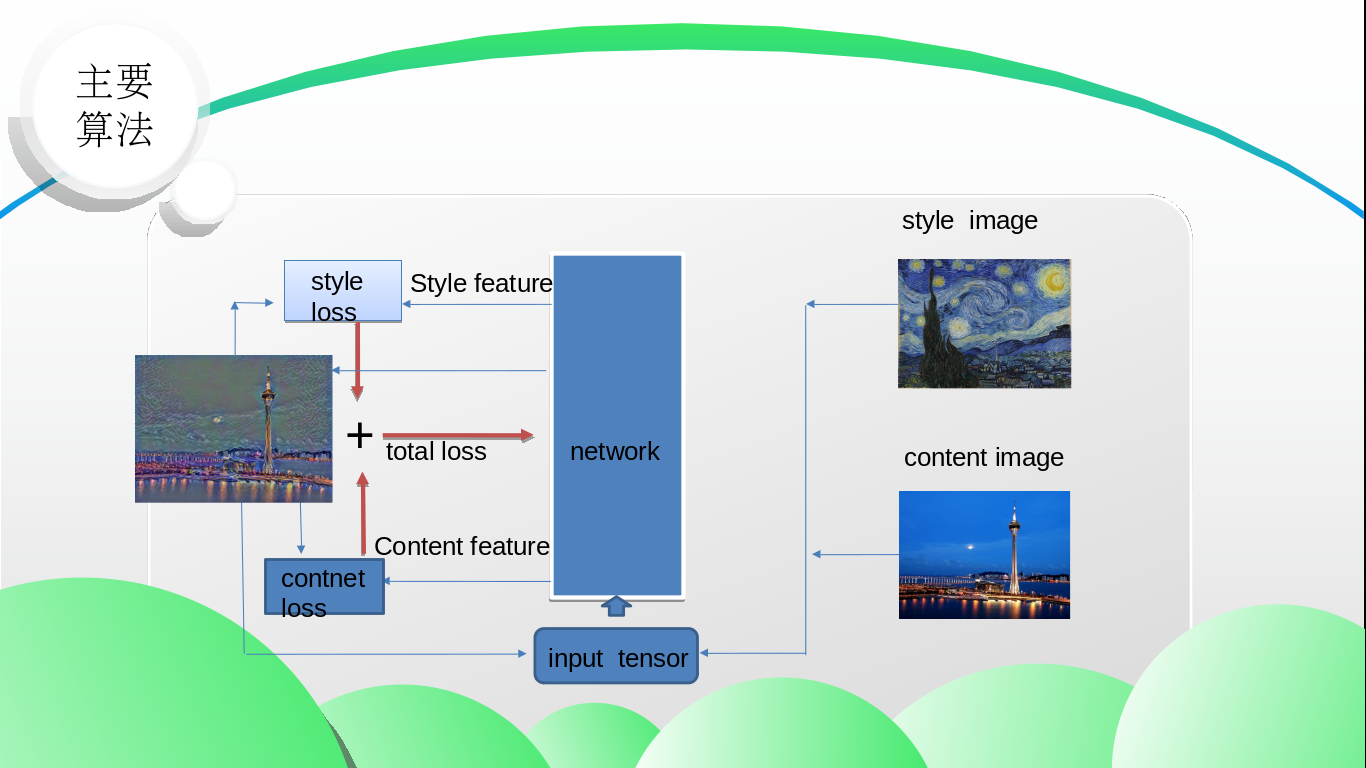 主要
算法
style image
style
loss
Style feature
+
total loss
network
content image
Content feature
contnet
loss
input tensor